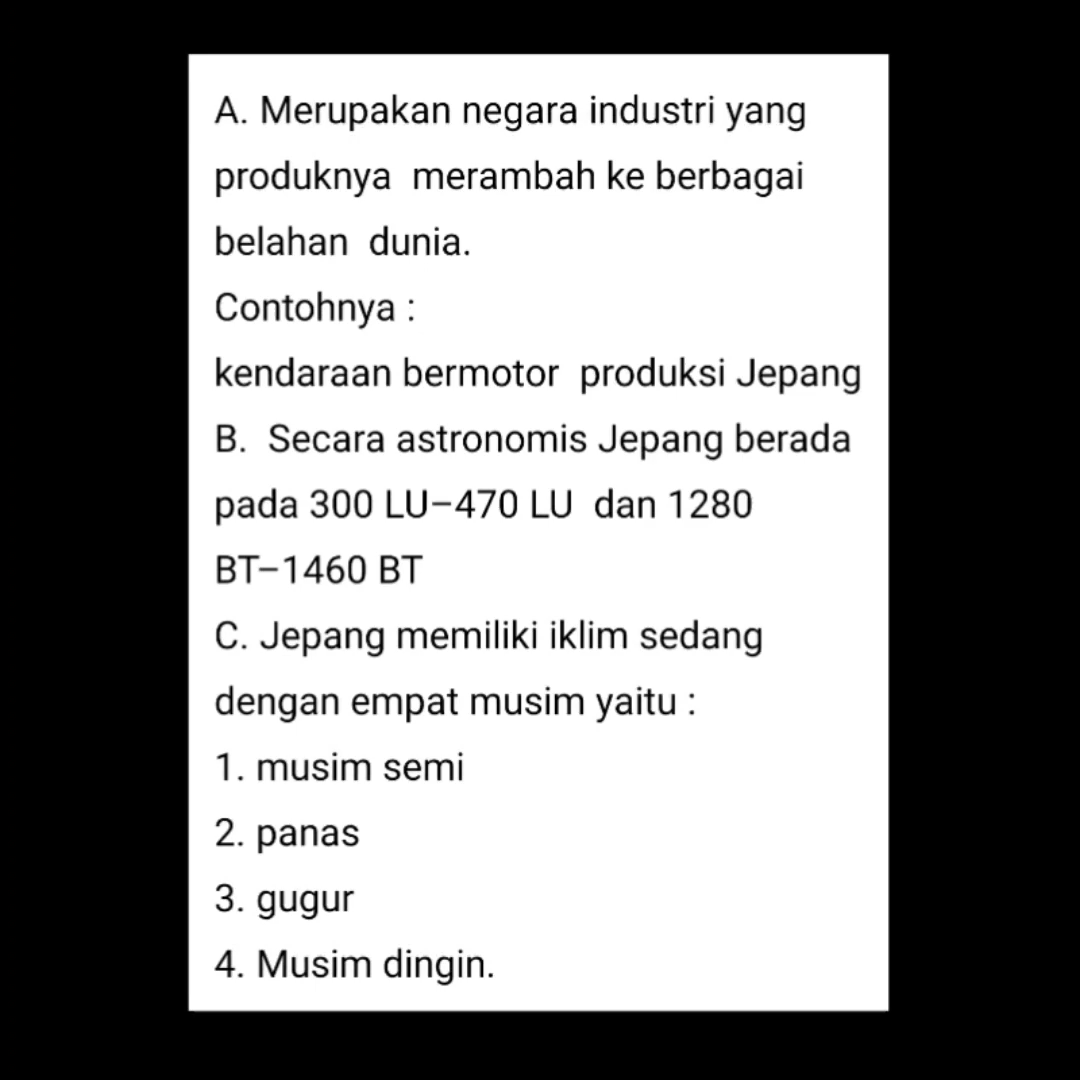 A. Merupakan negara industri yang
produknya  merambah ke berbagai
belahan  dunia.
Contohnya :
kendaraan bermotor  produksi Jepang
B.  Secara astronomis Jepang berada
pada 300 LU–470 LU  dan 1280
BT–1460 BT
C. Jepang memiliki iklim sedang
dengan empat musim yaitu :
1. musim semi
2. panas
3. gugur
4. Musim dingin.